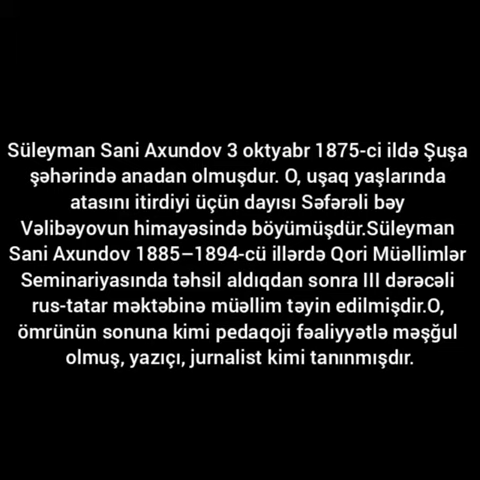 Süleyman Sani Axundov 3 oktyabr 1875-ci ildə Şuşa
şəhərində anadan olmuşdur. O, uşaq yaşlarında
atasını itirdiyi üçün dayısı Səfərəli bəy
Vəlibəyovun himayəsində böyümüşdür.Süleyman
Sani Axundov 1885–1894-cü illərdə Qori Müəllimlər
Seminariyasında təhsil aldıqdan sonra III dərəcəli
rus-tatar məktəbinə müəllim təyin edilmişdir.O,
ömrünün sonuna kimi pedaqoji fəaliyyətlə məşğul
olmuş, yazıçı, jurnalist kimi tanınmışdır.